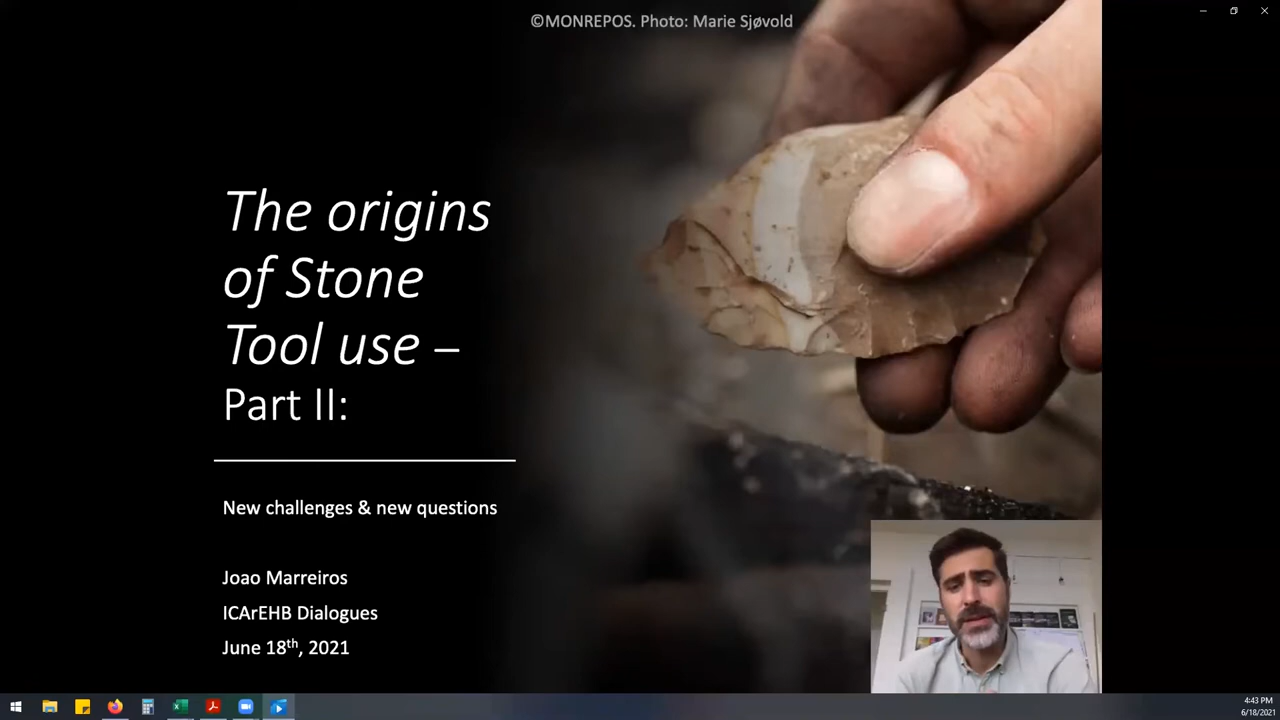 ©MONREPOS. Photo: Marie Sjøvold
The origins
of Stone
Tool use –
Part II:
New challenges & new questions
Joao Marreiros
ICArEHB Dialogues
June 18th, 2021
4:43 PM
6/18/2021